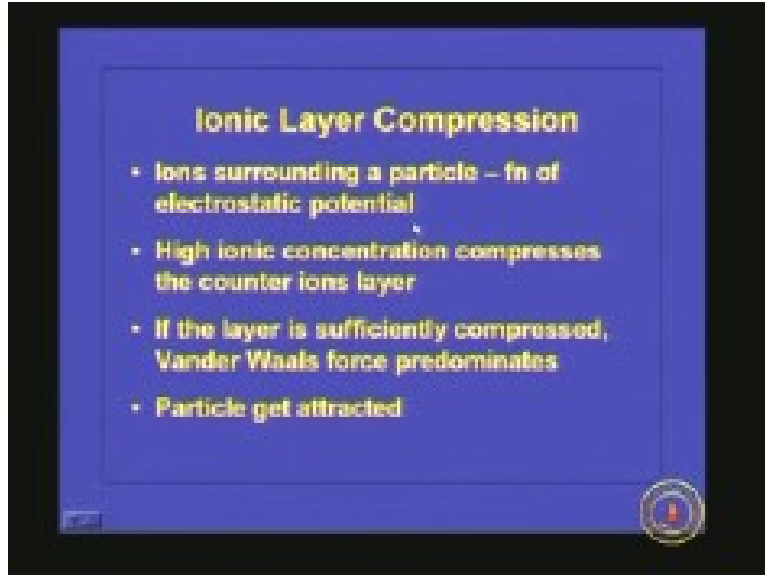 Ionic Layer Compression
• Ions surrounding a particle – fn of
electrostatic potential
• High ionic concentration compresses
the counter ions layer
• If the layer is sufficiently compressed,
Vander Waals force predominates
• Particle get attracted